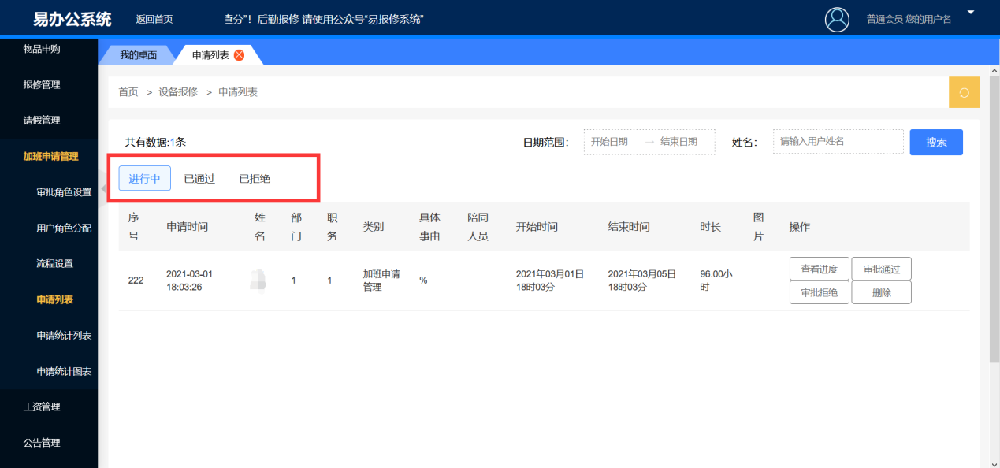 易办公系统
返回首页
查分”！后勤报修 请使用公众号“易报修系统”
普通会员 您的用户名
物品申购
报修管理
请假管理
加班申请管理
审批角色设置
用户角色分配
流程设置
申请列表
申请统计列表
申请统计图表
工资管理
公告管理
我的桌面
申请列表
首页 > 设备报修 > 申请列表
共有数据:1条
日期范围：
开始日期 → 结束日期
姓名：
请输入用户姓名
搜索
进行中
已通过
已拒绝
序号
申请时间
姓名
部门
职务
类别
具体事由
陪同人员
开始时间
结束时间
时长
图片
操作
222
2021-03-01
18:03:26
1
1
加班申请
管理
%
2021年03月01日
18时03分
2021年03月05日
18时03分
96.00小
时
查看进度
审批通过
审批拒绝
删除